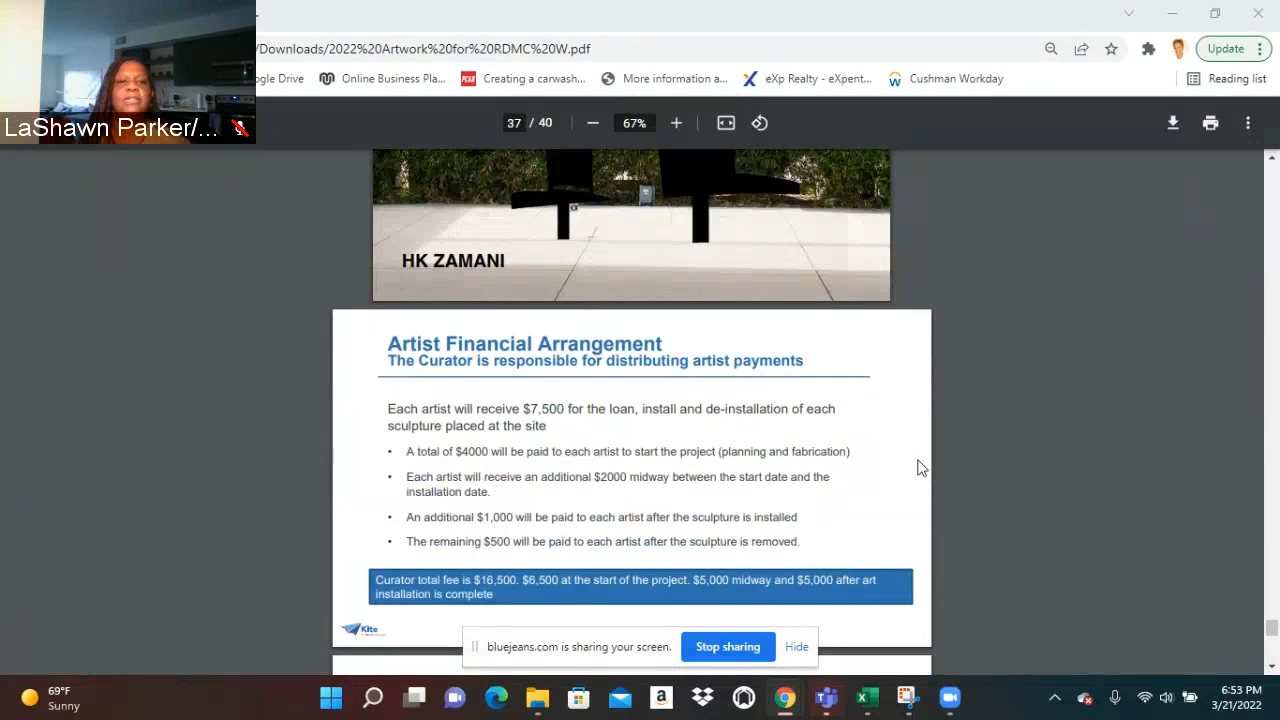 /Downloads/2022%20Artwork%20for%20RDMC%20W.pdf
Update
ogle Drive
Online Business Pla...
PCAB
Creating a carwash...
More information a...
eXp Realty - eXpent...
Cushman Workday
Reading list
LaShawn Parker/...
37 / 40
67%
HK ZAMANI
Artist Financial Arrangement
The Curator is responsible for distributing artist payments
Each artist will receive $7,500 for the loan, install and de-installation of each
sculpture placed at the site
• A total of $4000 will be paid to each artist to start the project (planning and fabrication)
• Each artist will receive an additional $2000 midway between the start date and the
installation date.
• An additional $1,000 will be paid to each artist after the sculpture is installed
• The remaining $500 will be paid to each artist after the sculpture is removed.
Curator total fee is $16,500. $6,500 at the start of the project. $5,000 midway and $5,000 after art
installation is complete
Kite
bluejeans.com is sharing your screen.
Stop sharing
Hide
69°F
Sunny
6:53 PM
3/21/2022